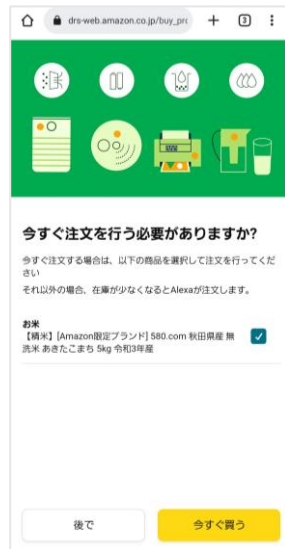 drs-web.amazon.co.jp/buy_pro
3
今すぐ注文を行う必要がありますか?
今すぐ注文する場合は、以下の商品を選択して注文を行ってくだ
さい
それ以外の場合、在庫が少なくなるとAlexaが注文します。
お米
【精米】[Amazon限定ブランド] 580.com 秋田県産 無
洗米 あきたこまち 5kg 令和3年産
後で
今すぐ買う